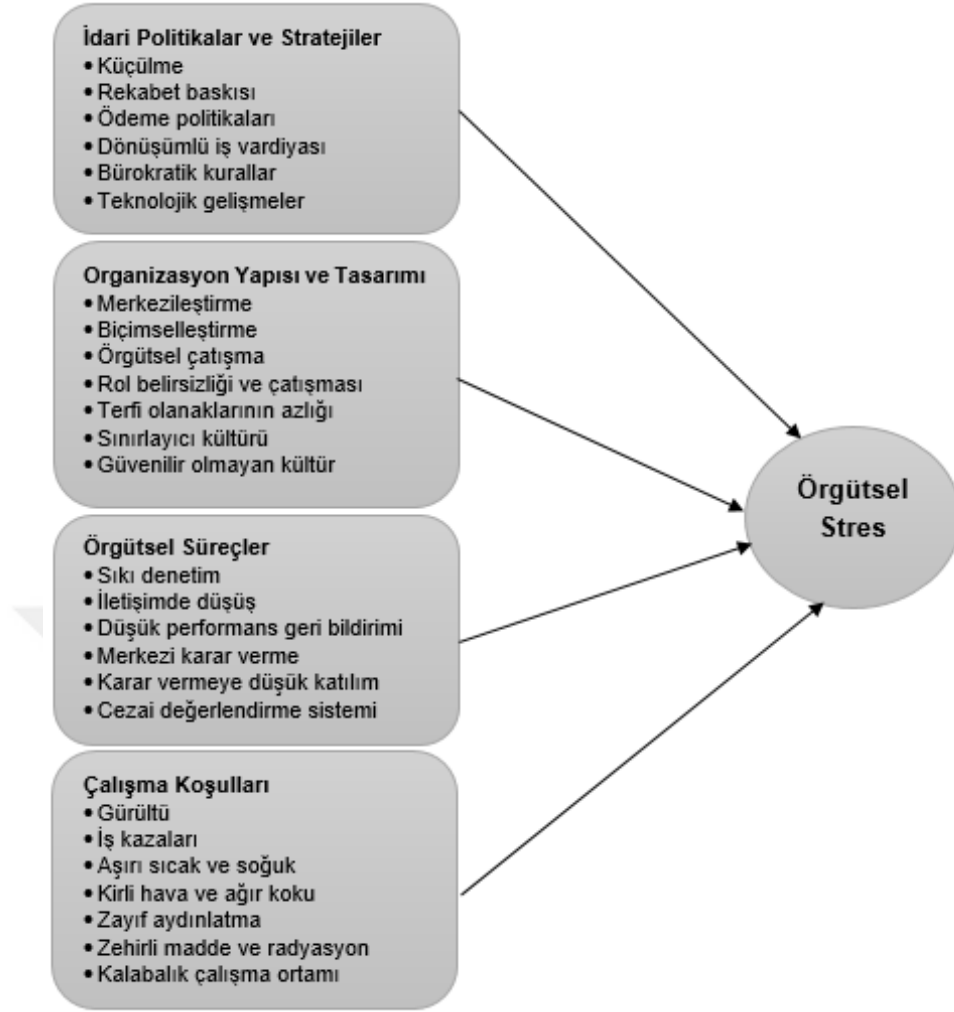 İdari Politikalar ve Stratejiler
• Küçülme
• Rekabet baskısı
• Ödeme politikaları
• Dönüşümlü iş vardiyası
• Bürokratik kurallar
• Teknolojik gelişmeler
Organizasyon Yapısı ve Tasarımı
• Merkezileştirme
• Biçimselleştirme
• Örgütsel çatışma
• Rol belirsizliği ve çatışması
• Terfi olanaklarının azlığı
• Sınırlayıcı kültürü
• Güvenilir olmayan kültür
Örgütsel Süreçler
• Sıkı denetim
• İletişimde düşüş
• Düşük performans geri bildirimi
• Merkezi karar verme
• Karar vermeye düşük katılım
• Cezai değerlendirme sistemi
Çalışma Koşulları
• Gürültü
• İş kazaları
• Aşırı sıcak ve soğuk
• Kirli hava ve ağır koku
• Zayıf aydınlatma
• Zehirli madde ve radyasyon
• Kalabalık çalışma ortamı
Örgütsel
Stres